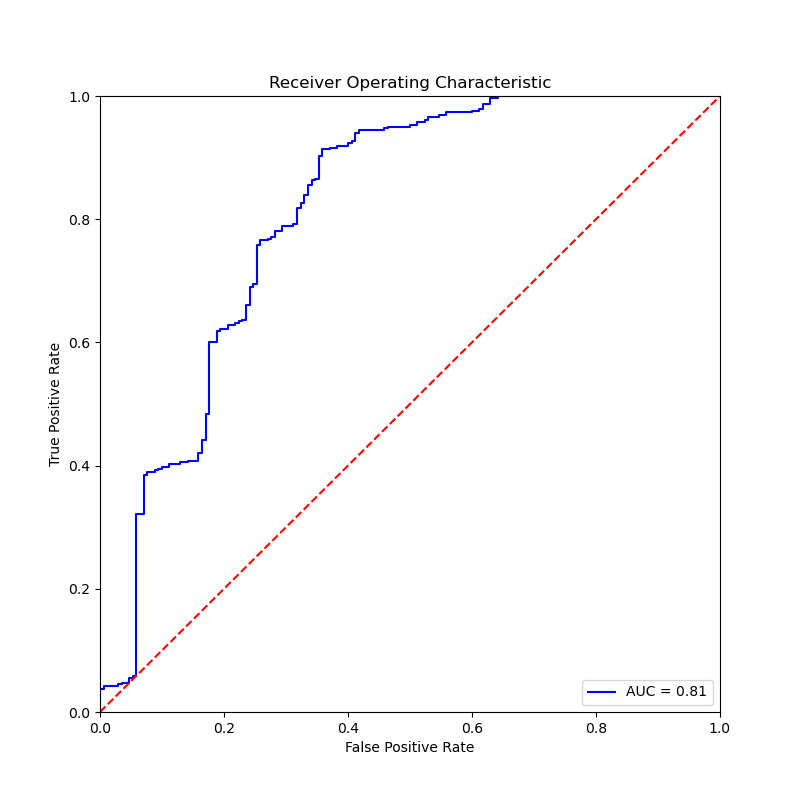 Receiver Operating Characteristic
1.0
0.8
0.6
0.4
0.2
0.0
True Positive Rate
AUC = 0.81
0.0 0.2 0.4 0.6 0.8 1.0
False Positive Rate